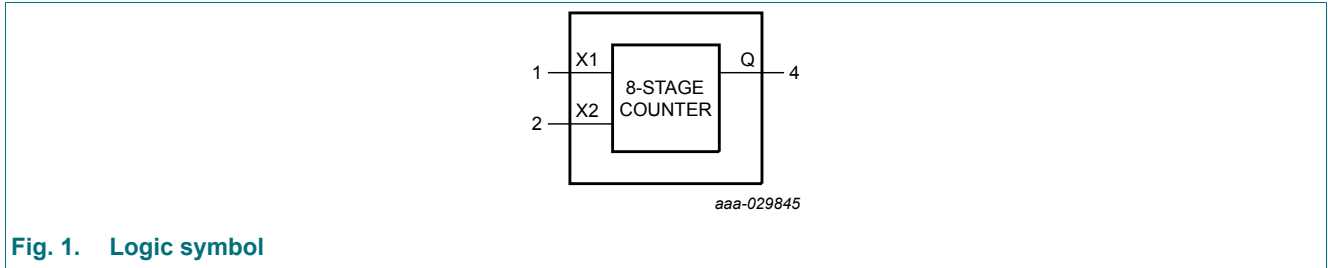 X1
Q
1
4
8-STAGE
COUNTER
X2
2
aaa-029845
Fig. 1. Logic symbol